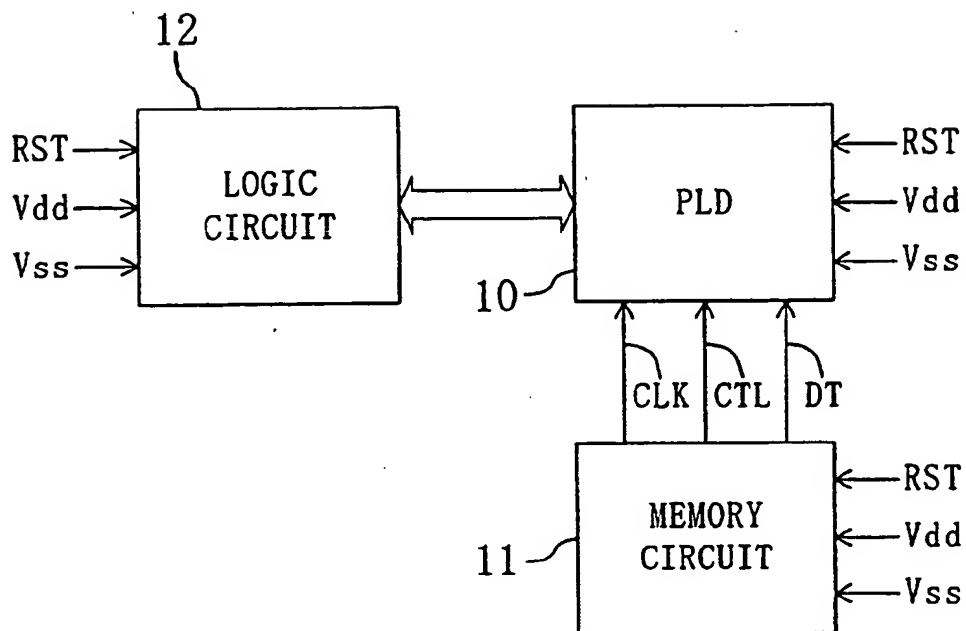 12
RST
Vdd
Vss
LOGIC
CIRCUIT
PLD
RST
Vdd
Vss
10
CLK
CTL
DT
11
MEMORY
CIRCUIT
RST
Vdd
Vss